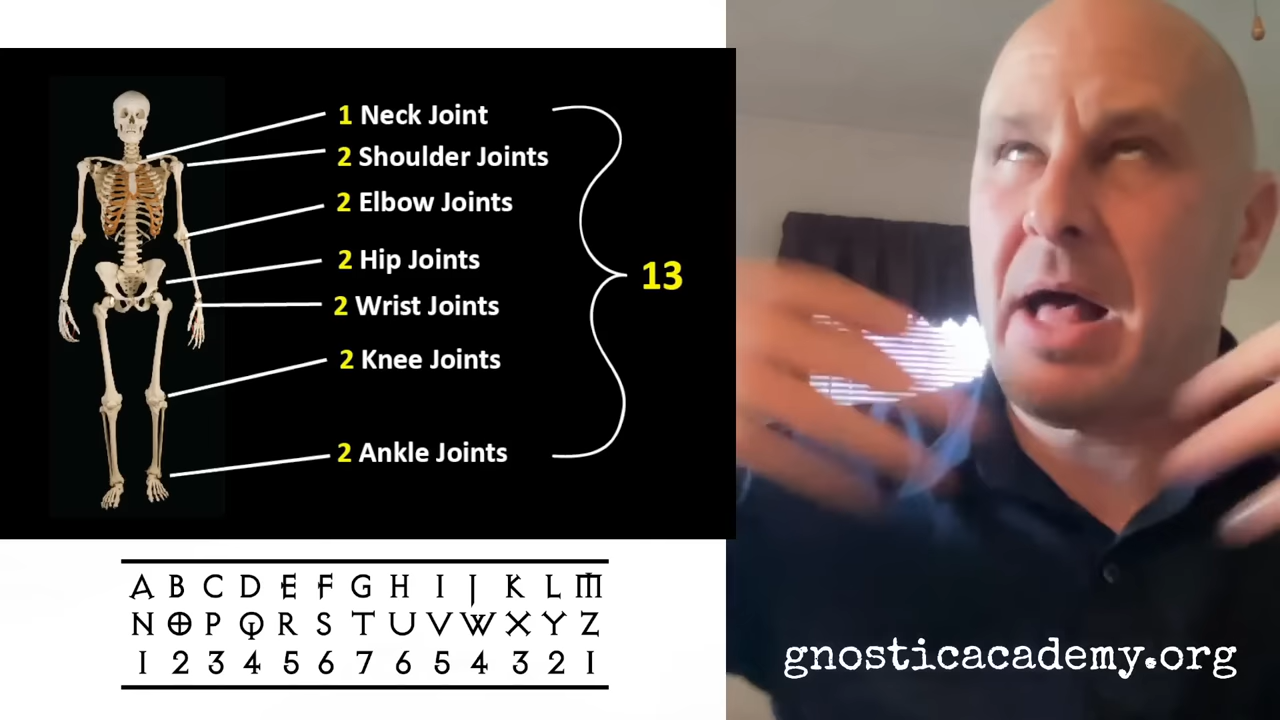 1 Neck Joint
2 Shoulder Joints
2 Elbow Joints
2 Hip Joints
2 Wrist Joints
2 Knee Joints
2 Ankle Joints
13
A B C D E F G H I J K L M
N O P Q R S T U V W X Y Z
1 2 3 4 5 6 7 6 5 4 3 2 1
gnosticacademy.org